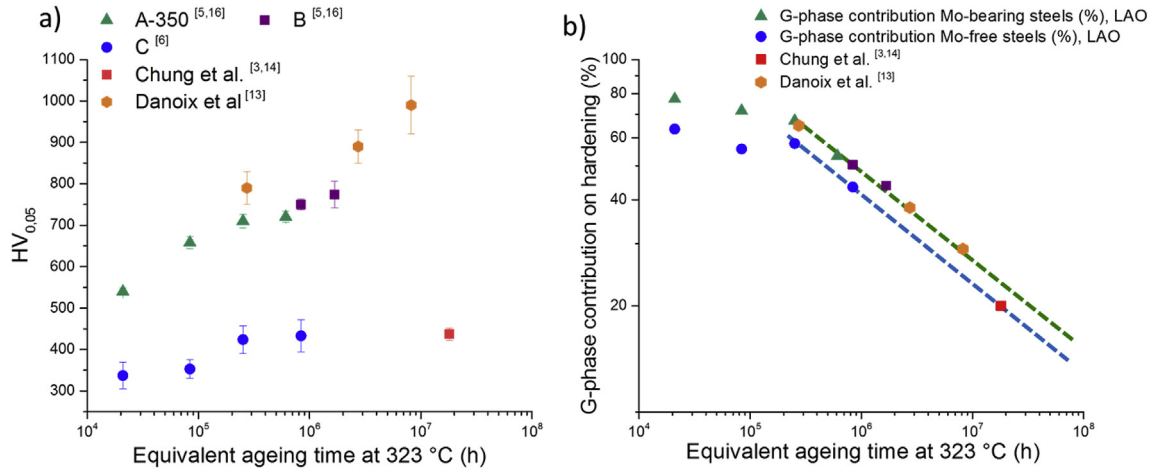 a)
A-350 [5,16] B [5,16]
C [6]
Chung et al. [3,14]
Danoix et al [13]
1100
1000
900
800
700
600
500
400
300
HV0,05
10^4 10^5 10^6 10^7 10^8
Equivalent ageing time at 323 °C (h)
b)
G-phase contribution Mo-bearing steels (%), LAO
G-phase contribution Mo-free steels (%), LAO
Chung et al. [3,14]
Danoix et al. [13]
100
80
60
40
20
G-phase contribution on hardening (%)
10^4 10^5 10^6 10^7 10^8
Equivalent ageing time at 323 °C (h)